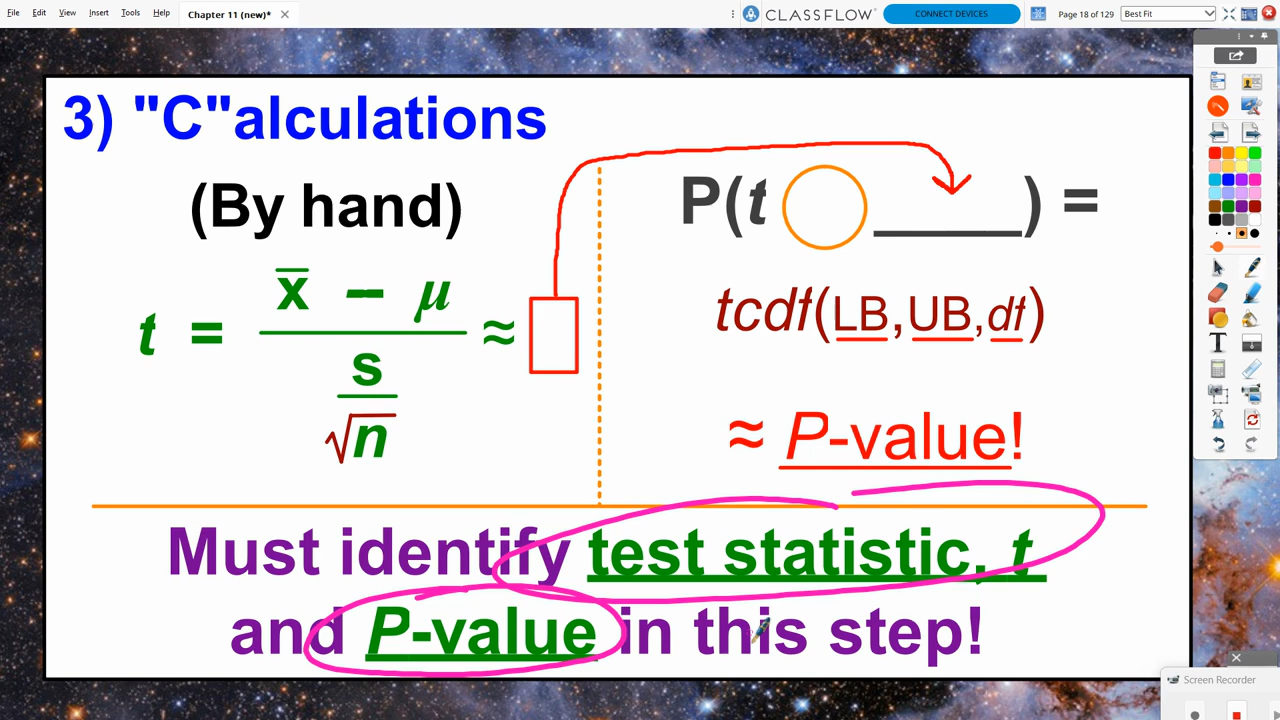 File Edit View Insert Tools Help Chapter 11 (new)* CLASSFLOW CONNECT DEVICES Page 18 of 129 Best Fit
3) "C"alculations
(By hand)
t = x̄ − μ / s / √n ≈
P(t ____) =
tcdf(LB,UB,df)
≈ P-value!
Must identify test statistic, t
and P-value in this step!
Screen Recorder